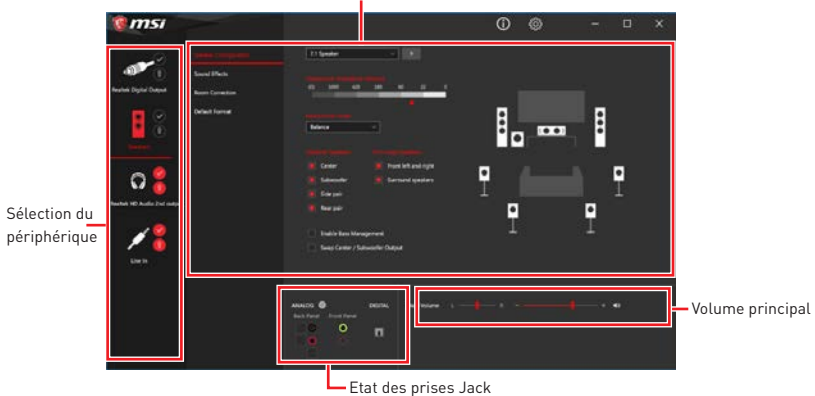 msi
Realtek Digital Output
Speakers
Realtek HD Audio 2nd output
Line In
Speaker Configuration
Sound Effects
Room Correction
Default Format
7.1 Speaker
Balance
Center
Subwoofer
Side pair
Rear pair
Front left and right
Surround speakers
Enable Bass Management
Swap Center / Subwoofer Output
ANALOG
DIGITAL
Back Panel
Front Panel
Volume
L
R
Sélection du
périphérique
Volume principal
Etat des prises Jack